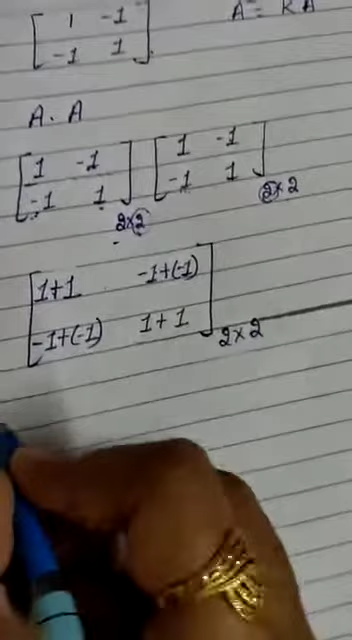 [ 1 -1
-1 1 ] A² = KA
A . A
[ 1 -1
-1 1 ] 2×2 [ 1 -1
-1 1 ] 2×2
[ 1+1 -1+(-1)
-1+(-1) 1+1 ] 2×2